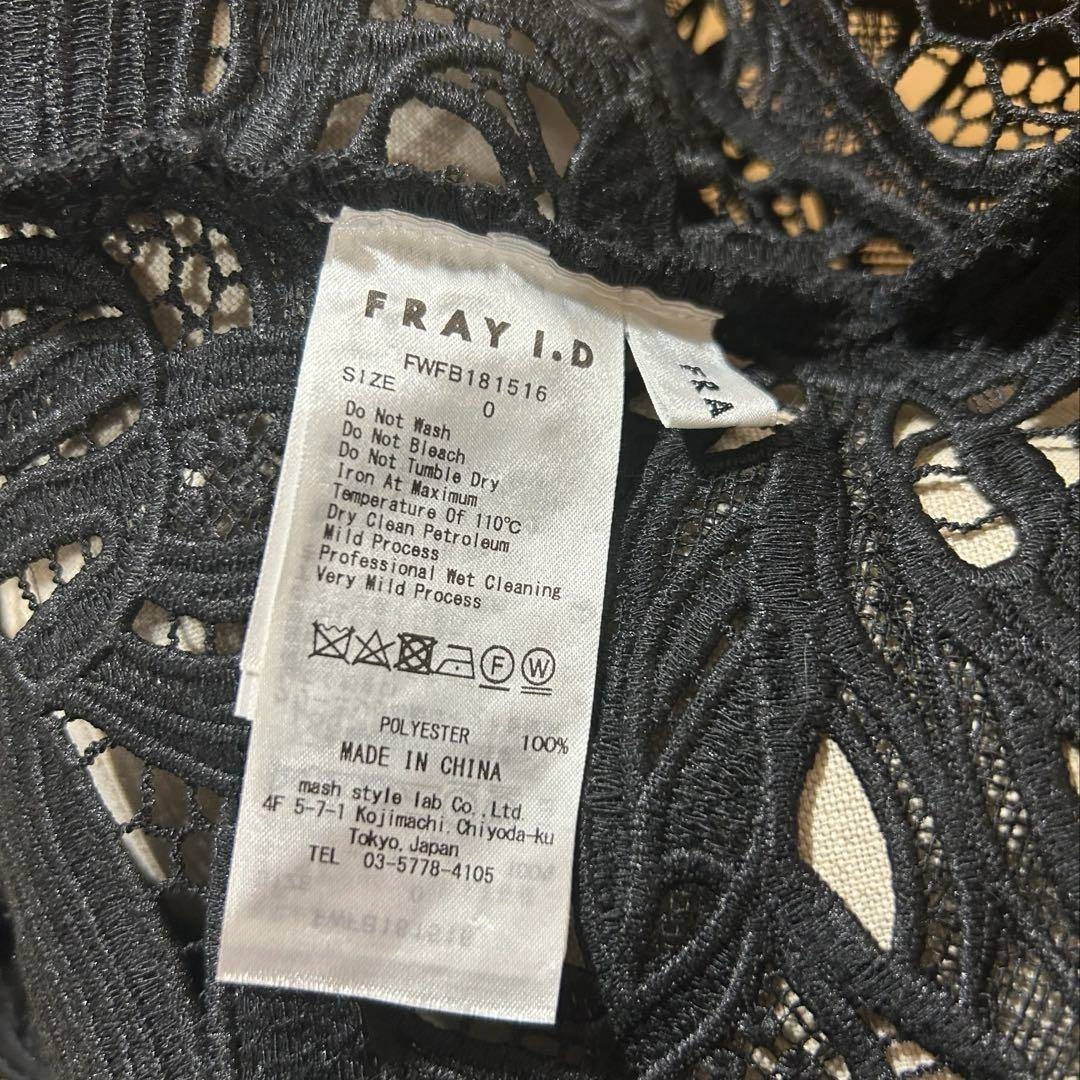 FRAY I.D
FWFB181516
SIZE 0
Do Not Wash
Do Not Bleach
Do Not Tumble Dry
Iron At Maximum
Temperature Of 110℃
Dry Clean Petroleum
Mild Process
Professional Wet Cleaning
Very Mild Process
F W
POLYESTER 100%
MADE IN CHINA
mash style lab Co.,Ltd
4F 5-7-1 Kojimachi,Chiyoda-ku
Tokyo,Japan
TEL 03-5778-4105
FRA